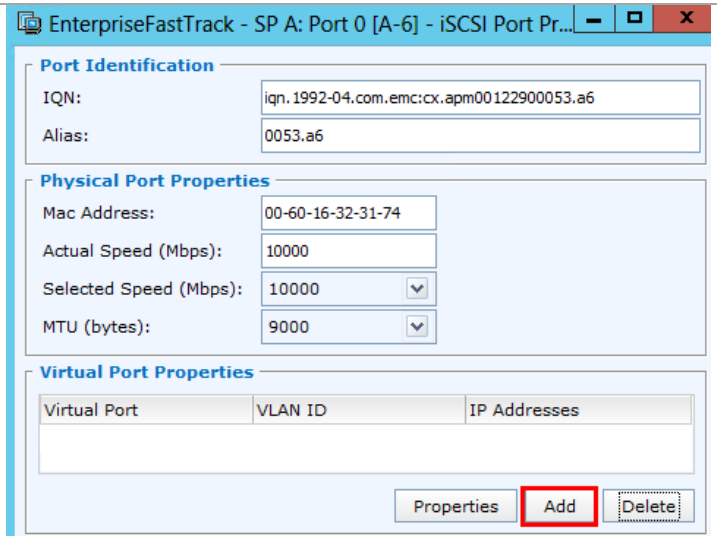 EnterpriseFastTrack - SP A: Port 0 [A-6] - iSCSI Port Pr...
Port Identification
IQN: iqn.1992-04.com.emc:cx.apm00122900053.a6
Alias: 0053.a6
Physical Port Properties
Mac Address: 00-60-16-32-31-74
Actual Speed (Mbps): 10000
Selected Speed (Mbps): 10000
MTU (bytes): 9000
Virtual Port Properties
Virtual Port VLAN ID IP Addresses
Properties Add Delete